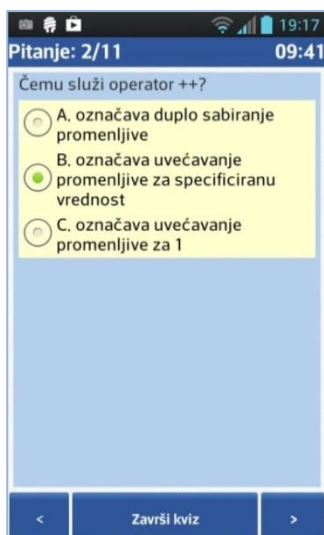 19:17
Pitanje: 2/11 09:41
Čemu služi operator ++?
A, označava duplo sabiranje
promenljive
B, označava uvećavanje
promenljive za specificiranu
vrednost
C, označava uvećavanje
promenljive za 1
< Završi kviz >